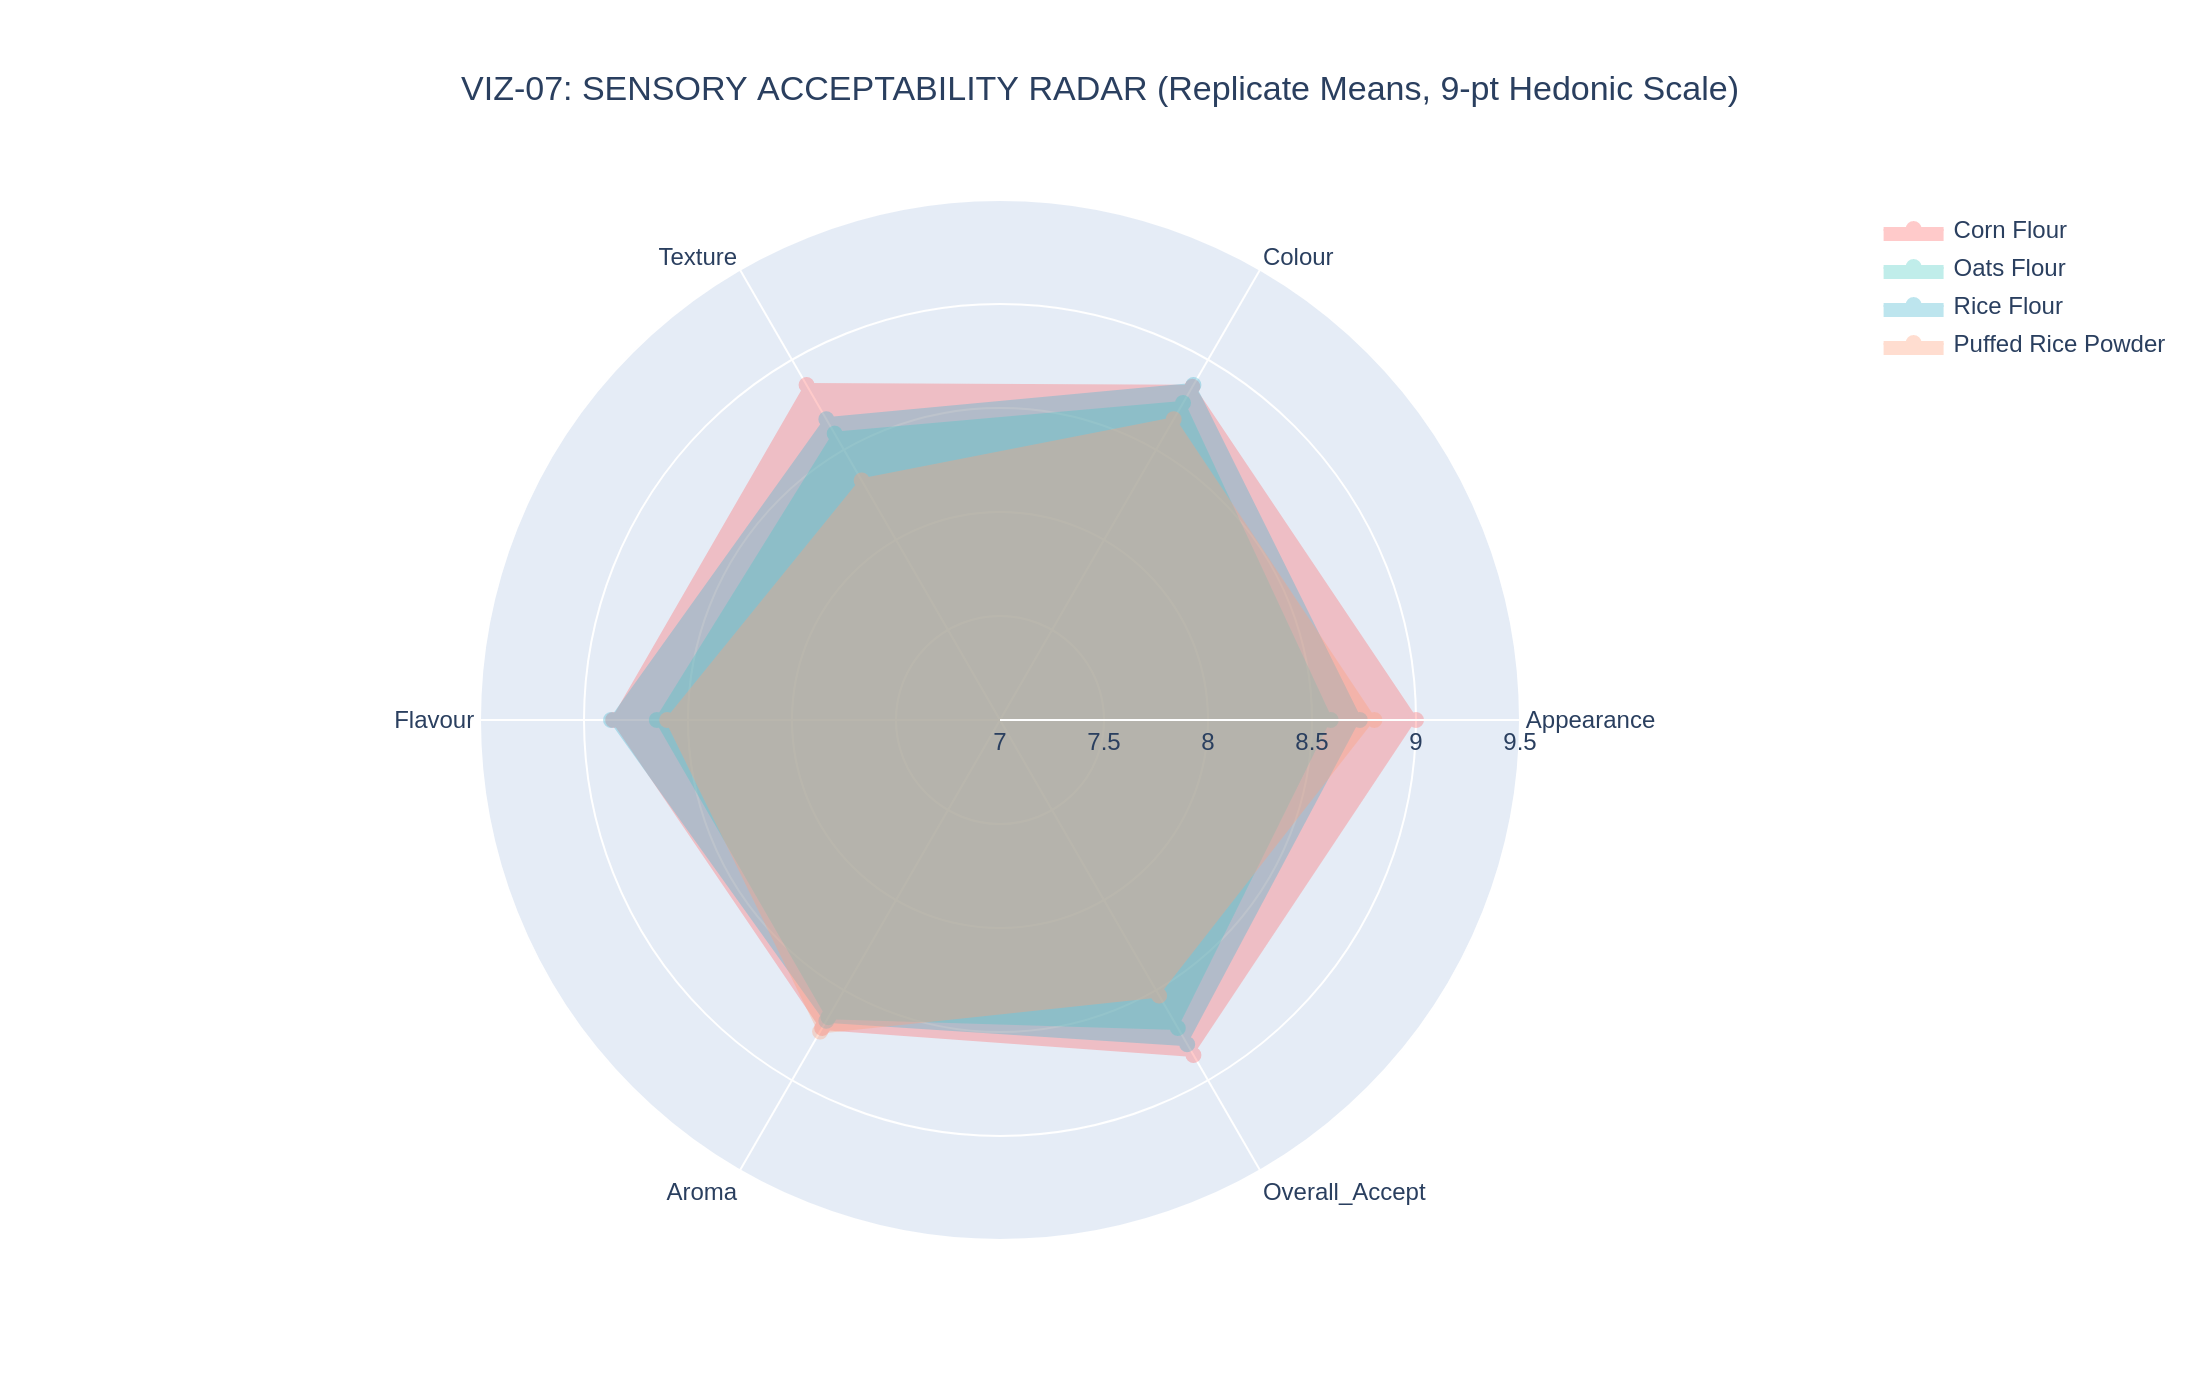 VIZ-07: SENSORY ACCEPTABILITY RADAR (Replicate Means, 9-pt Hedonic Scale)
Corn Flour
Oats Flour
Rice Flour
Puffed Rice Powder
Texture
Colour
Flavour
Appearance
7 7.5 8 8.5 9 9.5
Aroma
Overall_Accept